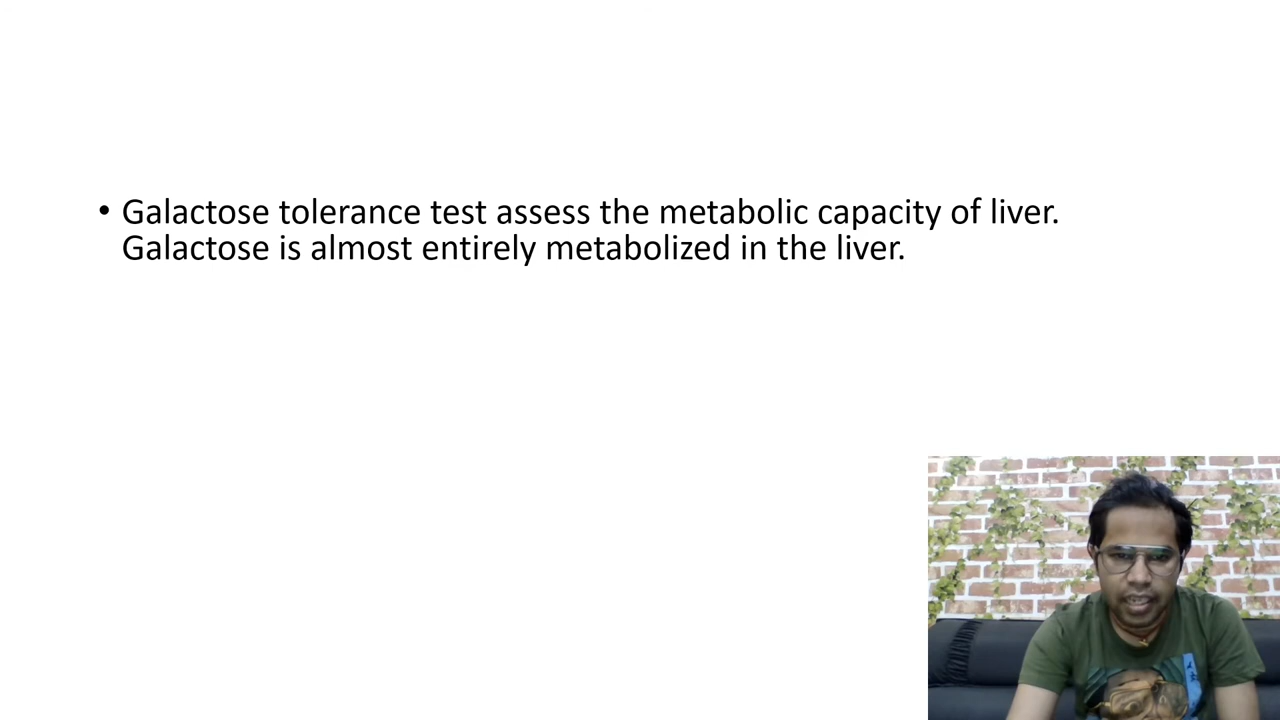 • Galactose tolerance test assess the metabolic capacity of liver.
Galactose is almost entirely metabolized in the liver.